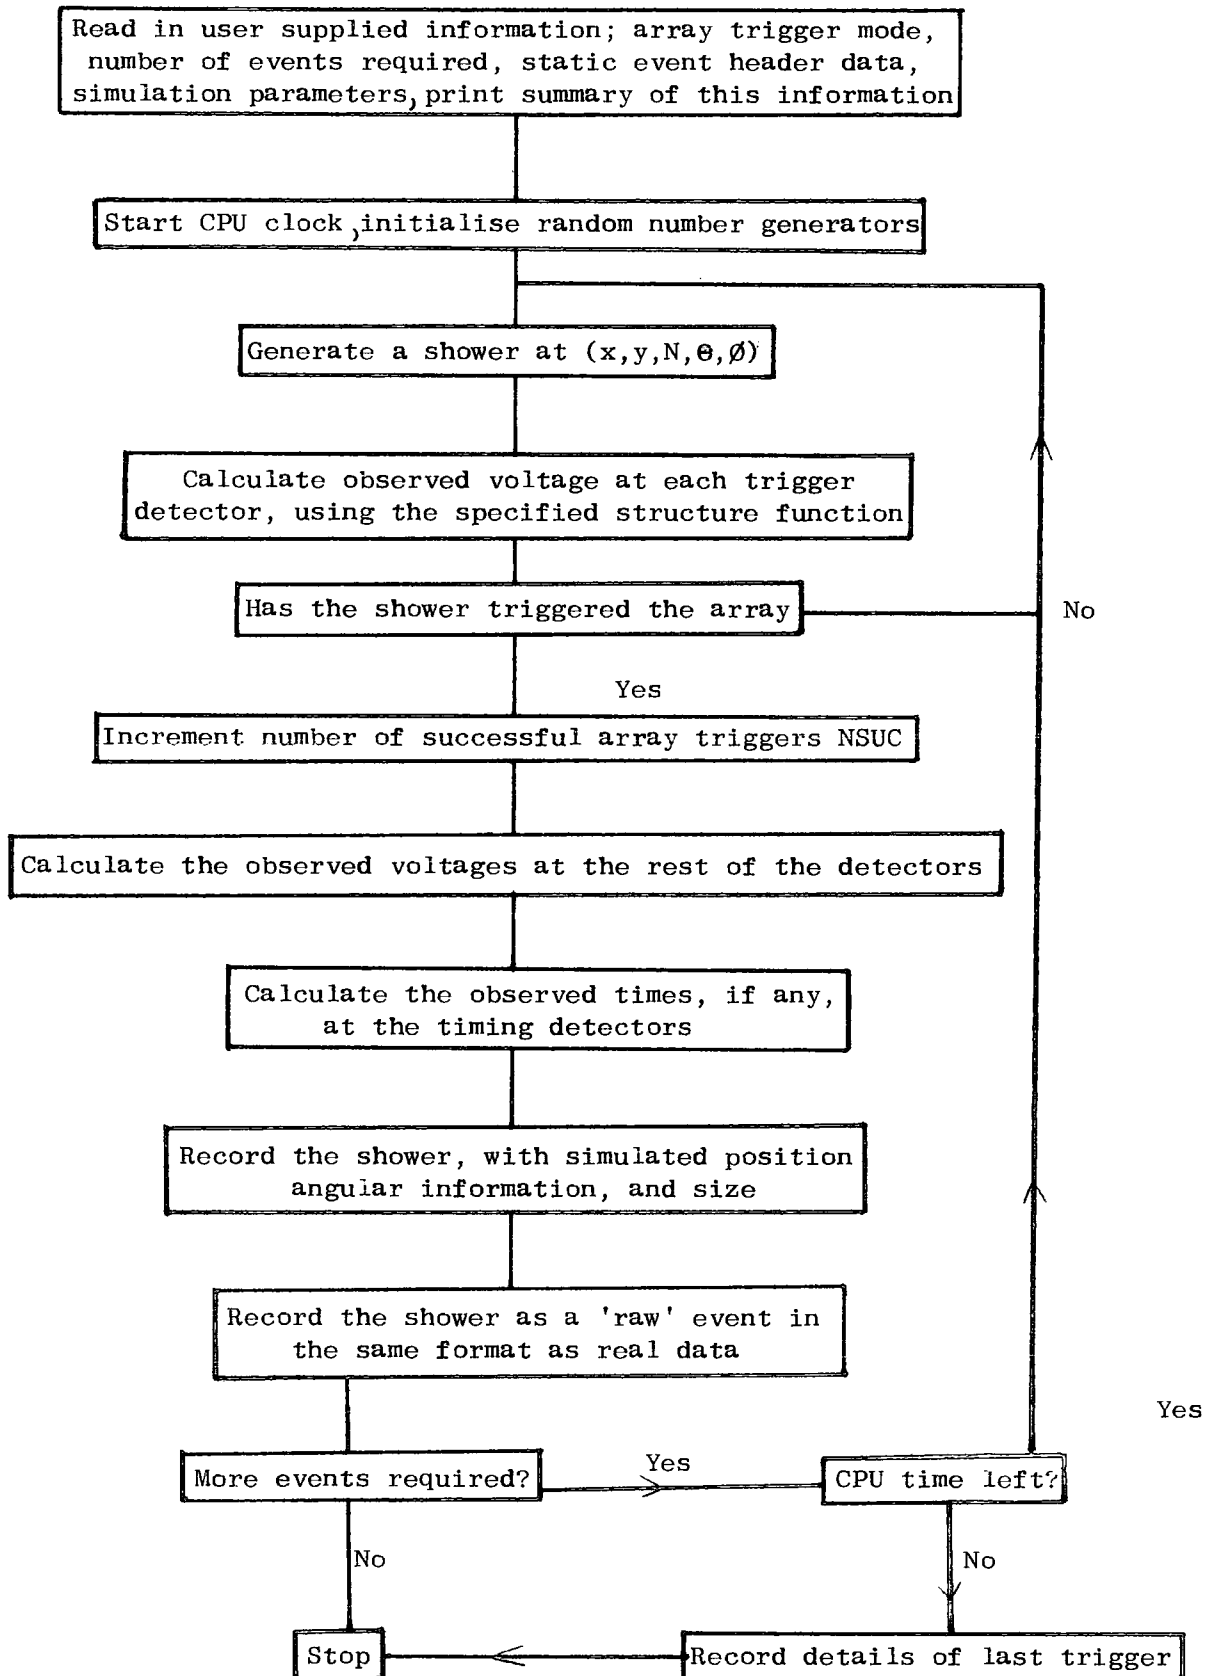 Read in user supplied information; array trigger mode,
number of events required, static event header data,
simulation parameters, print summary of this information
Start CPU clock, initialise random number generators
Generate a shower at (x,y,N,Θ,Ø)
Calculate observed voltage at each trigger
detector, using the specified structure function
Has the shower triggered the array
No
Yes
Increment number of successful array triggers NSUC
Calculate the observed voltages at the rest of the detectors
Calculate the observed times, if any,
at the timing detectors
Record the shower, with simulated position
angular information, and size
Record the shower as a 'raw' event in
the same format as real data
Yes
More events required?
Yes
CPU time left?
No
No
Stop
Record details of last trigger